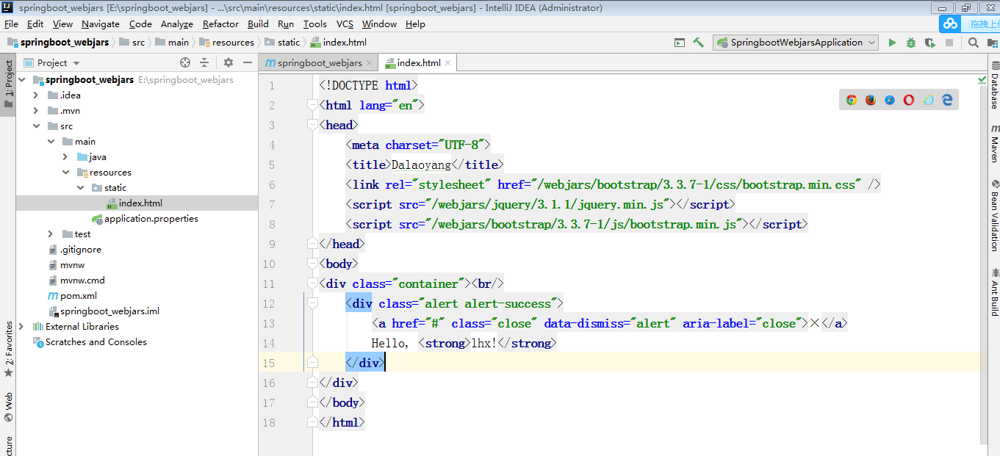 springboot_webjars [E:\springboot_webjars] - ...\src\main\resources\static\index.html [springboot_webjars] - IntelliJ IDEA (Administrator)
File Edit View Navigate Code Analyze Refactor Build Run Tools VCS Window Help
拖拽上传
springboot_webjars src main resources static index.html
SpringbootWebjarsApplication
Project
springboot_webjars
index.html
1: Project
2: Favorites
Web
cture
springboot_webjars E:\springboot_webjars
.idea
.mvn
src
main
java
resources
static
index.html
application.properties
test
.gitignore
mvnw
mvnw.cmd
pom.xml
springboot_webjars.iml
External Libraries
Scratches and Consoles
1 <!DOCTYPE html>
2 <html lang="en">
3 <head>
4 <meta charset="UTF-8">
5 <title>Dalaoyang</title>
6 <link rel="stylesheet" href="/webjars/bootstrap/3.3.7-1/css/bootstrap.min.css" />
7 <script src="/webjars/jquery/3.1.1/jquery.min.js"></script>
8 <script src="/webjars/bootstrap/3.3.7-1/js/bootstrap.min.js"></script>
9 </head>
10 <body>
11 <div class="container"><br/>
12 <div class="alert alert-success">
13 <a href="#" class="close" data-dismiss="alert" aria-label="close">×</a>
14 Hello, <strong>lhx!</strong>
15 </div>
16 </div>
17 </body>
18 </html>
Database
Maven
Bean Validation
Ant Build